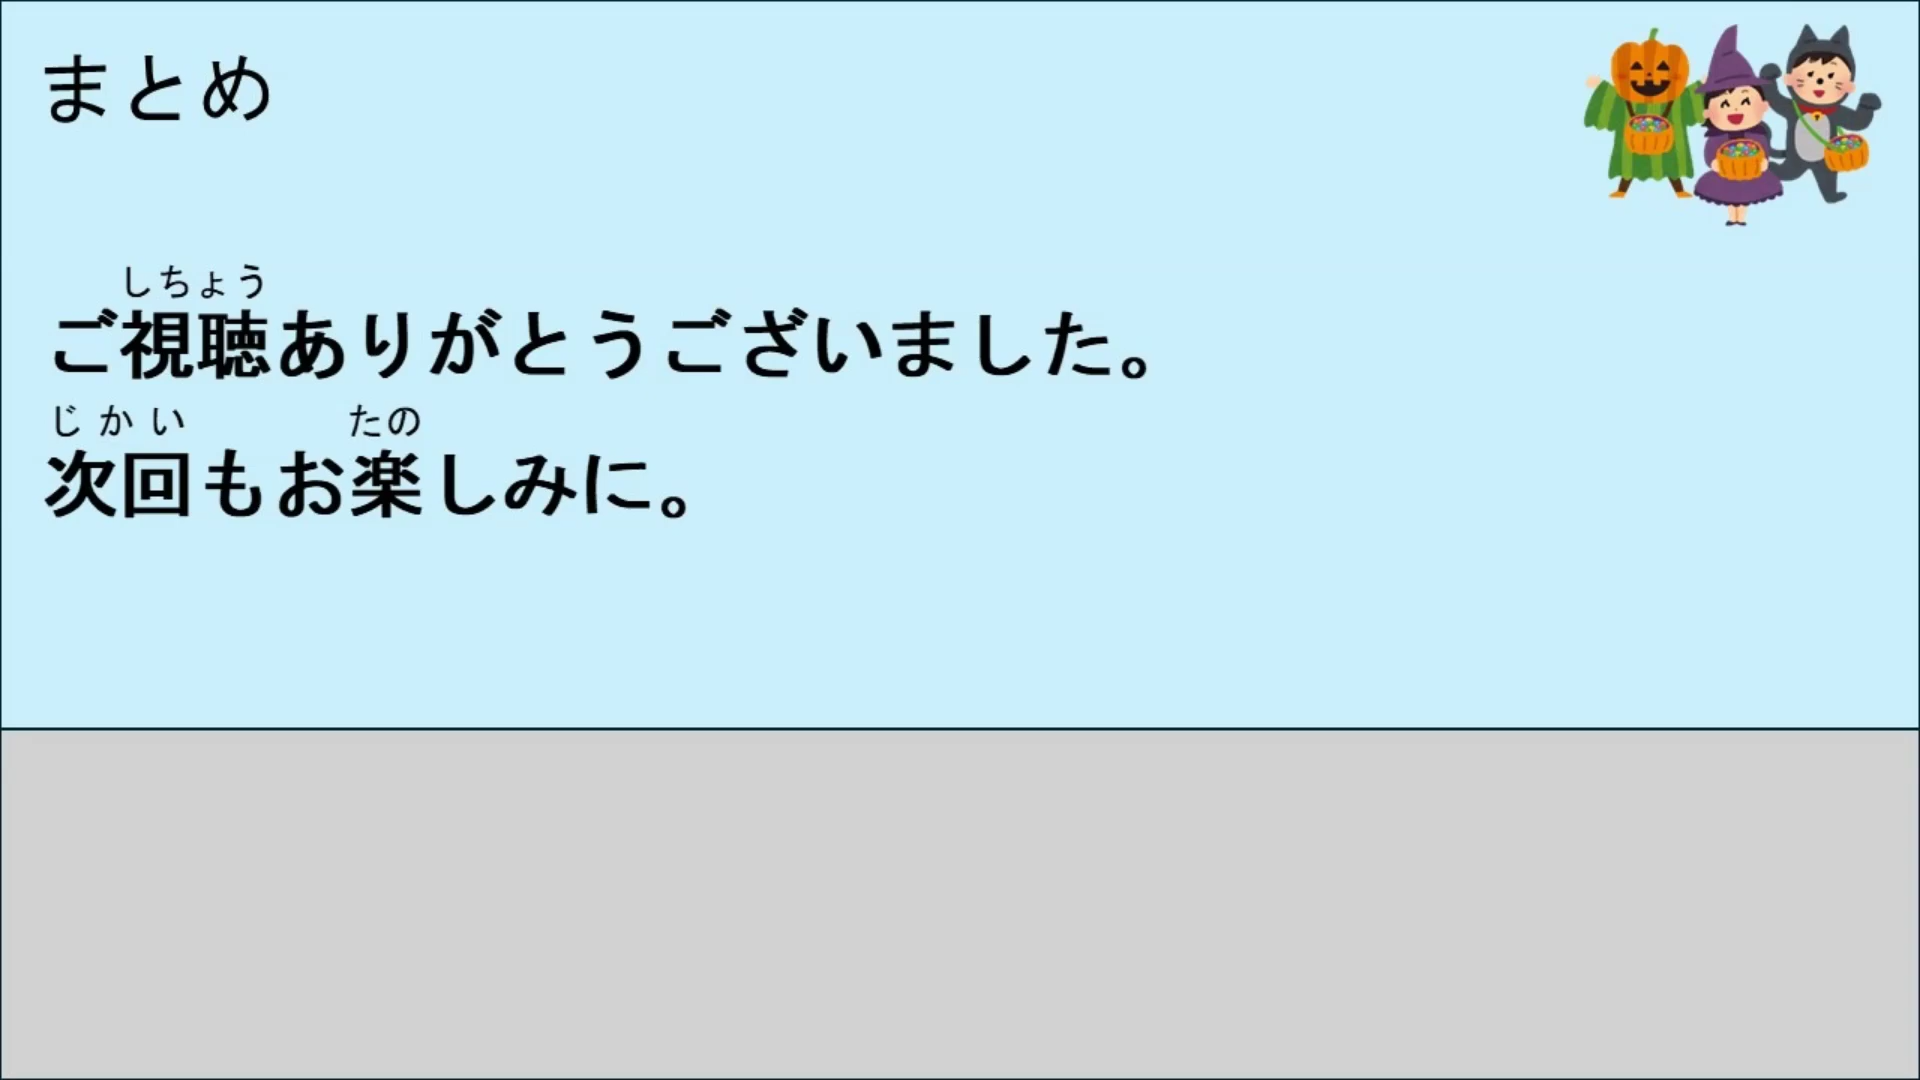 まとめ
しちょう
ご視聴ありがとうございました。
じかい たの
次回もお楽しみに。